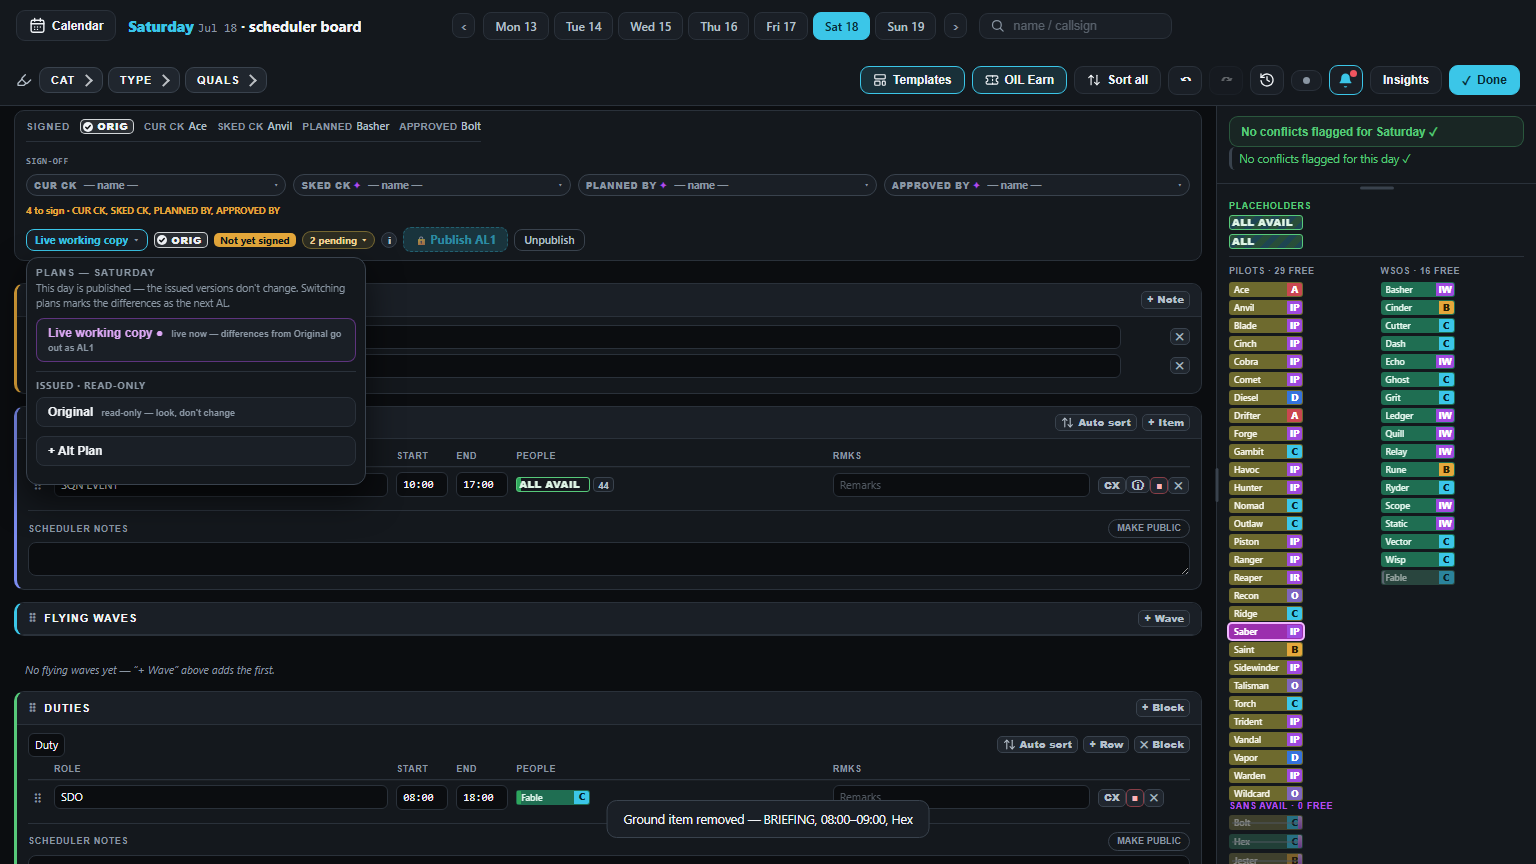 Calendar
Saturday Jul 18 · scheduler board
‹ Mon 13 Tue 14 Wed 15 Thu 16 Fri 17 Sat 18 Sun 19 ›
name / callsign
CAT TYPE QUALS
Templates OIL Earn Sort all Insights ✓ Done
SIGNED ORIG CUR CK Ace SKED CK Anvil PLANNED Basher APPROVED Bolt
SIGN-OFF
CUR CK — name — SKED CK ✦ — name — PLANNED BY ✦ — name — APPROVED BY ✦ — name —
4 to sign · CUR CK, SKED CK, PLANNED BY, APPROVED BY
Live working copy ORIG Not yet signed 2 pending i Publish AL1 Unpublish
PLANS — SATURDAY
This day is published — the issued versions don't change. Switching
plans marks the differences as the next AL.
Live working copy ● live now — differences from Original go
out as AL1
ISSUED · READ-ONLY
Original read-only — look, don't change
+ Alt Plan
+ Note
Auto sort + Item
START END PEOPLE RMKS
SQN EVENT 10:00 17:00 ALL AVAIL 44 Remarks CX
SCHEDULER NOTES MAKE PUBLIC
FLYING WAVES + Wave
No flying waves yet — "+ Wave" above adds the first.
DUTIES + Block
Duty Auto sort + Row ✕ Block
ROLE START END PEOPLE RMKS
SDO 08:00 18:00 Fable C Remarks CX
SCHEDULER NOTES MAKE PUBLIC
Ground item removed — BRIEFING, 08:00–09:00, Hex
No conflicts flagged for Saturday ✓
No conflicts flagged for this day ✓
PLACEHOLDERS
ALL AVAIL
ALL
PILOTS · 29 FREE
Ace A
Anvil IP
Blade IP
Cinch IP
Cobra IP
Comet IP
Diesel D
Drifter A
Forge IP
Gambit C
Havoc IP
Hunter IP
Nomad C
Outlaw C
Piston IP
Ranger IP
Reaper IR
Recon O
Ridge C
Saber IP
Saint B
Sidewinder IP
Talisman O
Torch C
Trident IP
Vandal IP
Vapor D
Warden IP
Wildcard O
WSOS · 16 FREE
Basher IW
Cinder B
Cutter C
Dash C
Echo IW
Ghost C
Grit C
Ledger IW
Quill IW
Relay IW
Rune B
Ryder C
Scope IW
Static IW
Vector C
Wisp C
Fable C
SANS AVAIL · 0 FREE
Bolt C
Hex C
Jester B